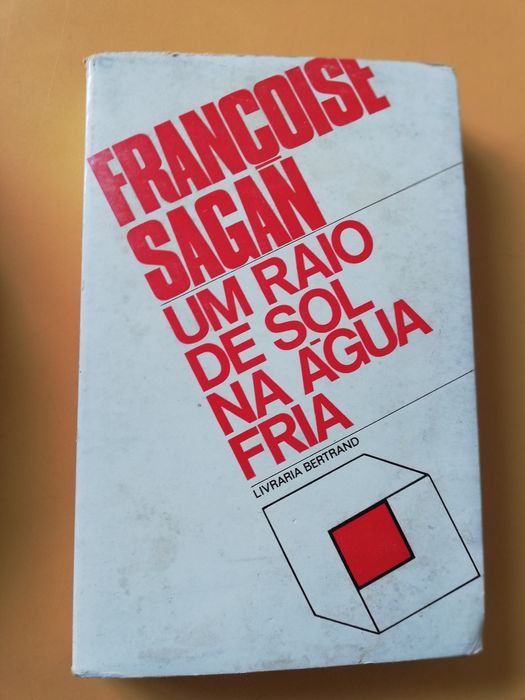 FRANÇOISE
SAGAN
UM RAIO
DE SOL
NA ÁGUA
FRIA
LIVRARIA BERTRAND